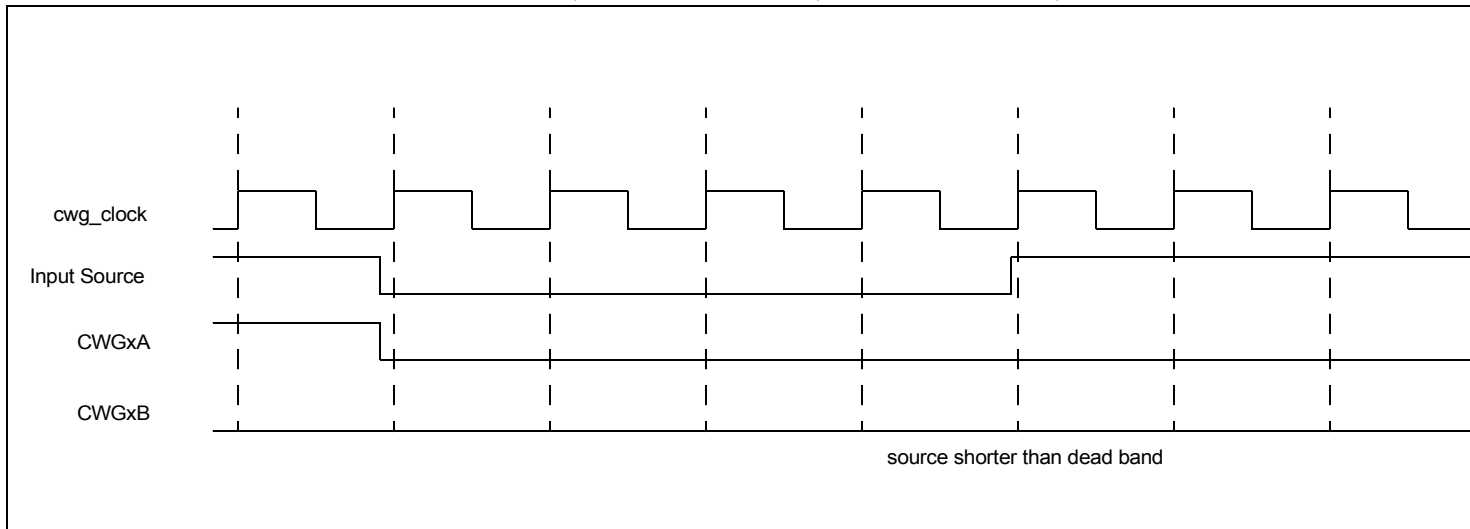 cwg_clock
Input Source
CWGxA
CWGxB
source shorter than dead band